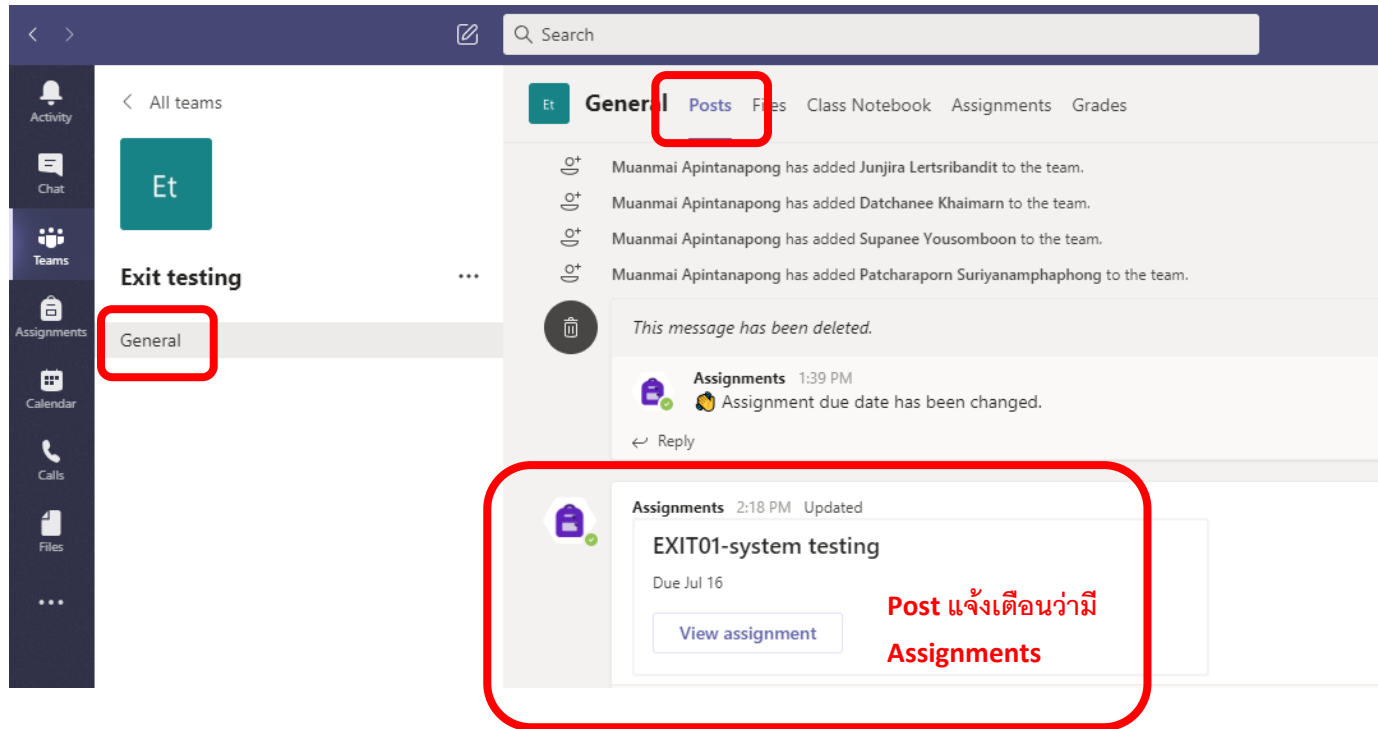 Search
Activity
Chat
Teams
Assignments
Calendar
Calls
Files
All teams
Et
Exit testing
General
Et General Posts Files Class Notebook Assignments Grades
Muanmai Apintanapong has added Junjira Lertsribandit to the team.
Muanmai Apintanapong has added Datchanee Khaimarn to the team.
Muanmai Apintanapong has added Supanee Yousomboon to the team.
Muanmai Apintanapong has added Patcharaporn Suriyanamphaphong to the team.
This message has been deleted.
Assignments 1:39 PM
Assignment due date has been changed.
Reply
Assignments 2:18 PM Updated
EXIT01-system testing
Due Jul 16
View assignment
Post แจ้งเตือนว่ามี
Assignments